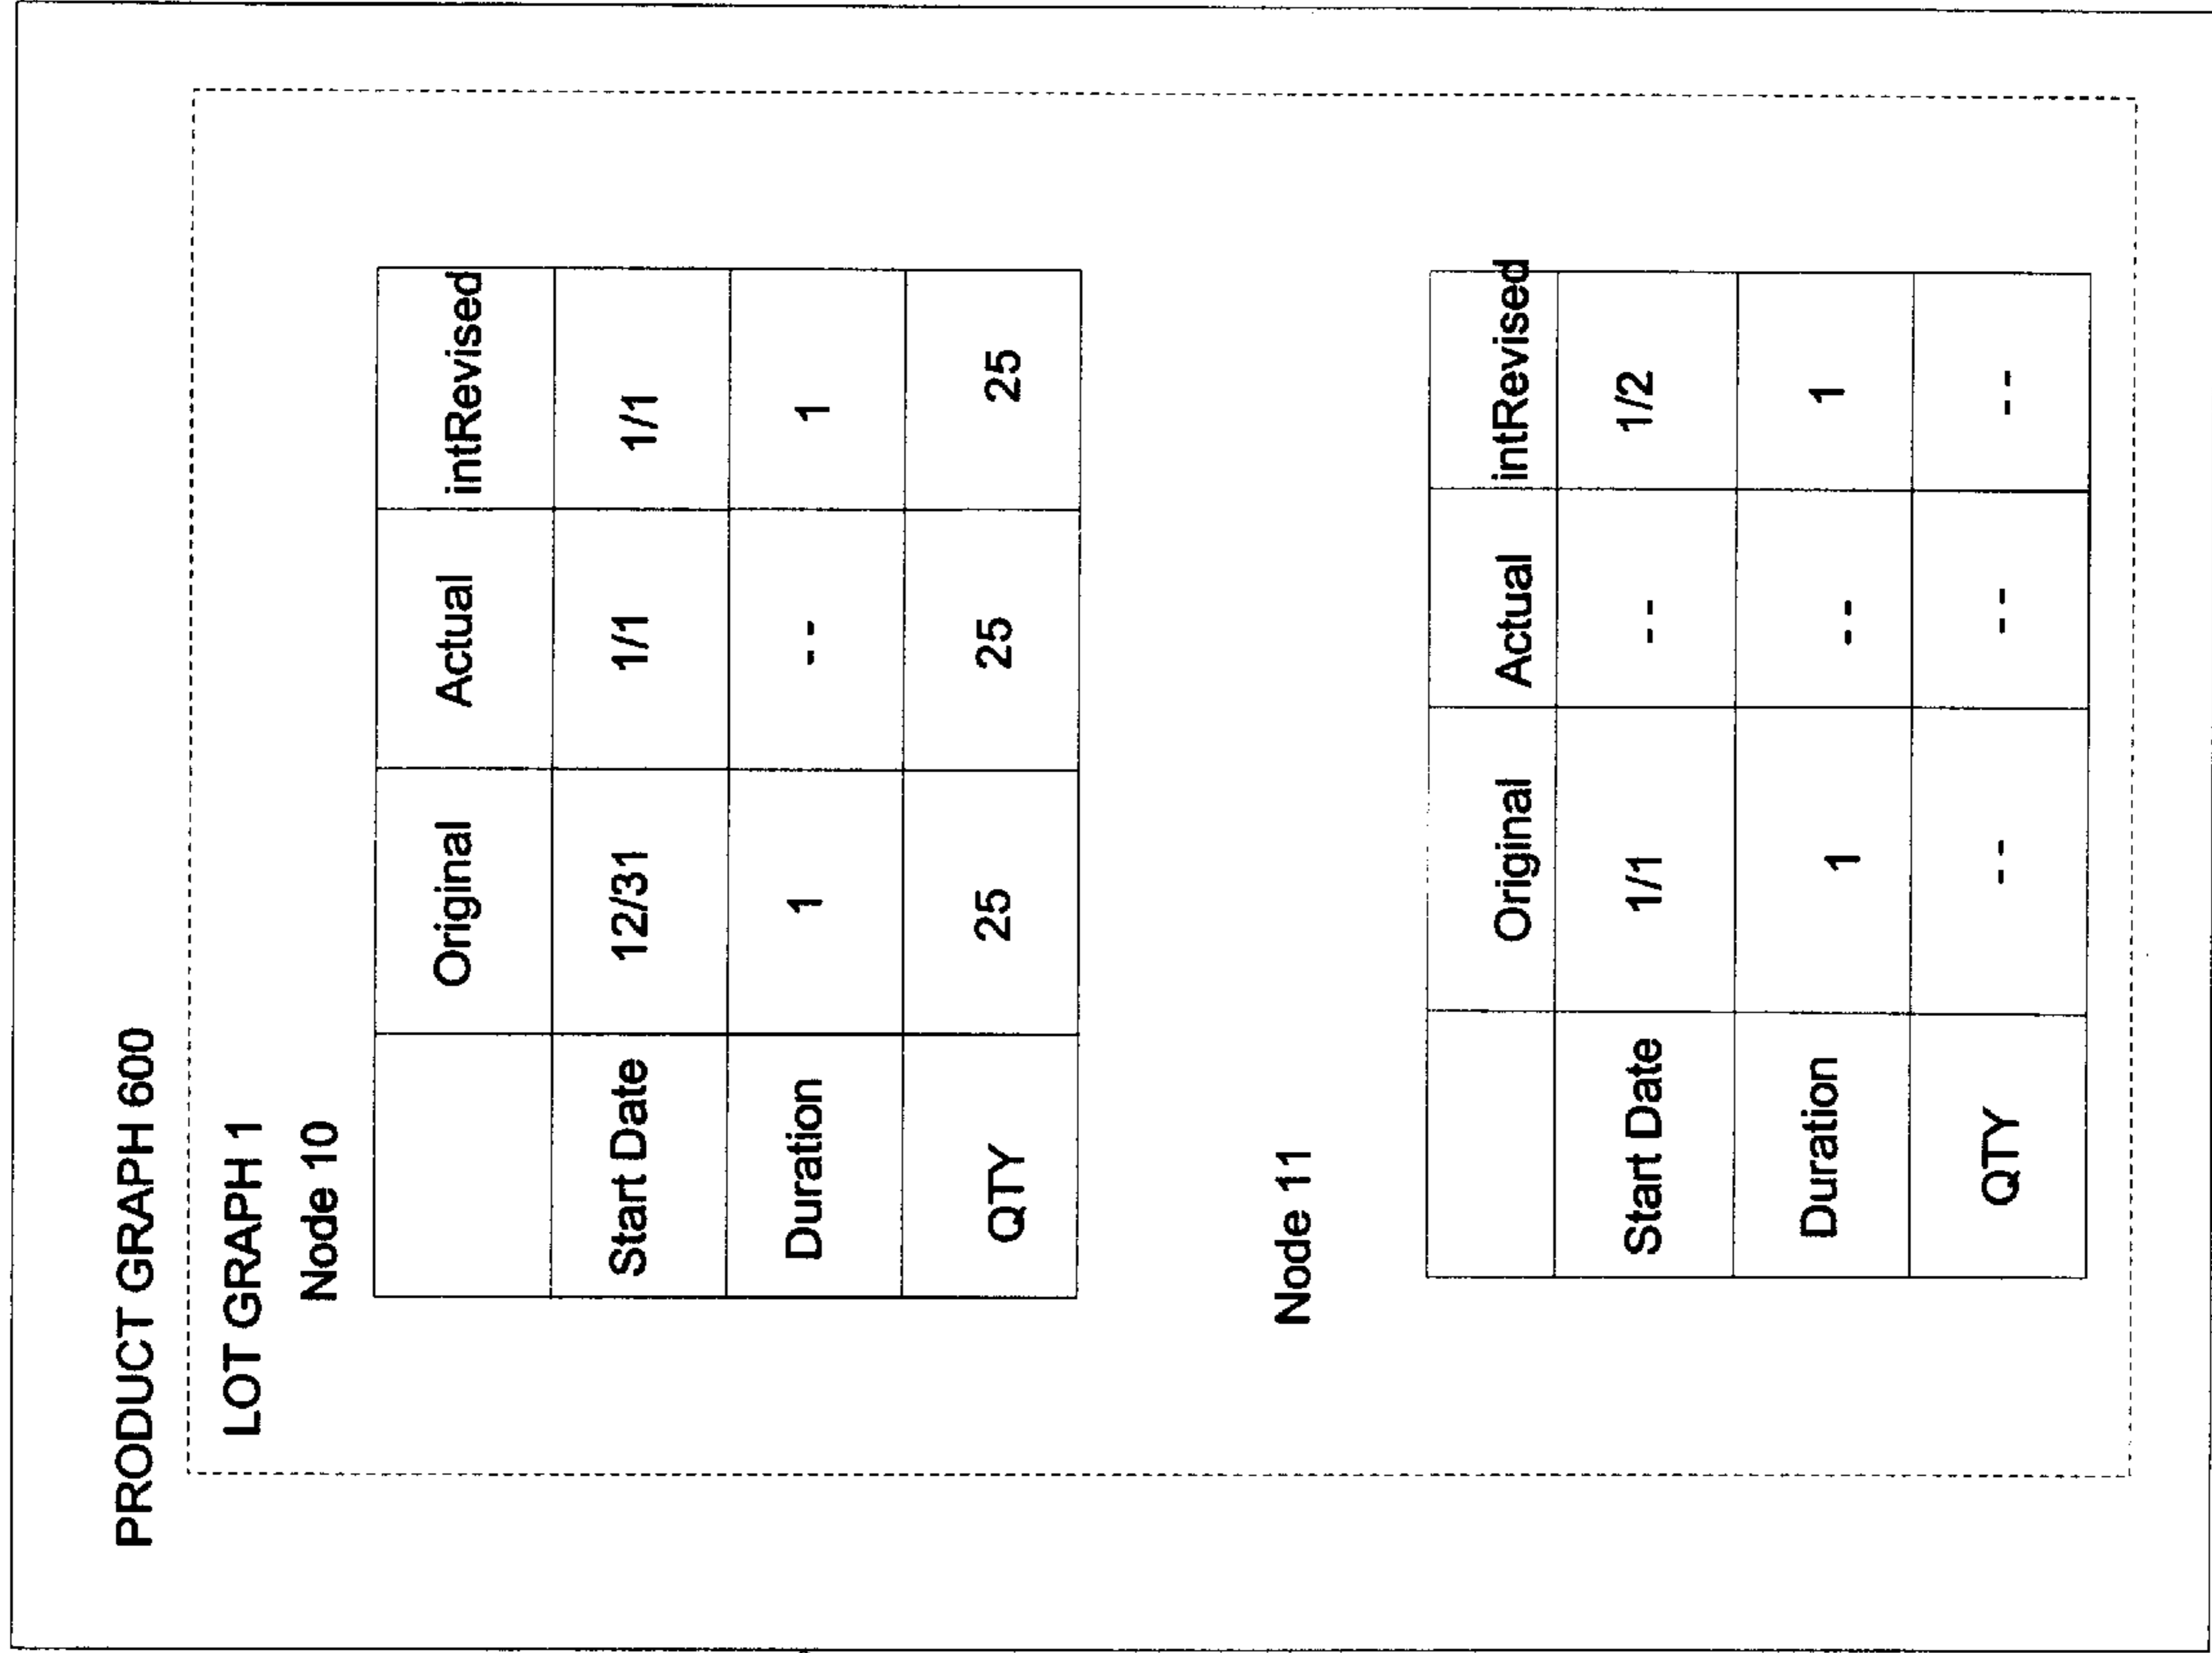 PRODUCT GRAPH 600
LOT GRAPH 1
Node 10
Original Actual intRevised
Start Date 12/31 1/1 1/1
Duration 1 -- 1
QTY 25 25 25
Node 11
Original Actual intRevised
Start Date 1/1 -- 1/2
Duration 1 -- 1
QTY -- -- --